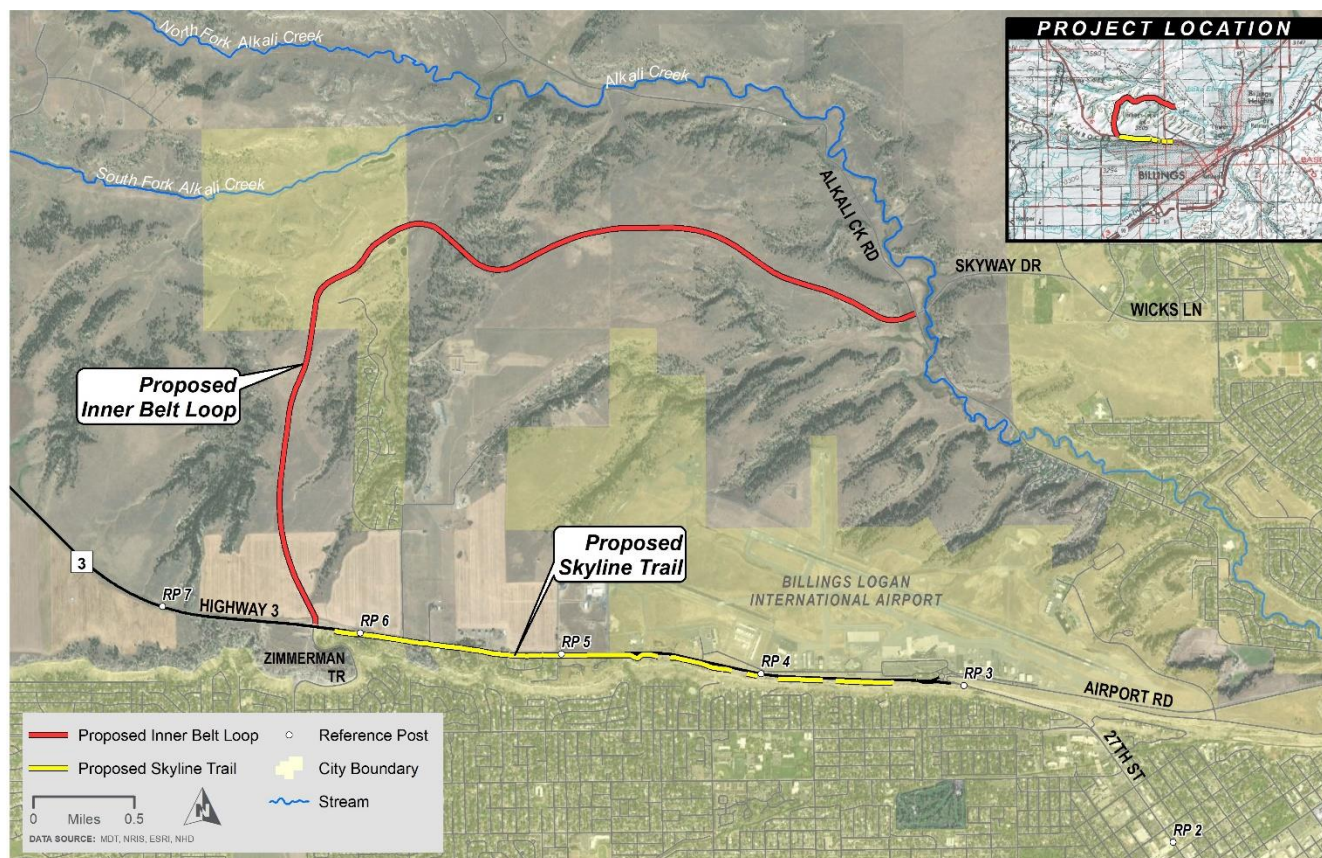 PROJECT LOCATION
Billings
Heights
BILLINGS
North Fork Alkali Creek
Alkali Creek
South Fork Alkali Creek
ALKALI CK RD
SKYWAY DR
WICKS LN
Proposed
Inner Belt Loop
Proposed
Skyline Trail
BILLINGS LOGAN
INTERNATIONAL AIRPORT
3
RP 7
HIGHWAY 3
RP 6
RP 5
RP 4
RP 3
ZIMMERMAN
TR
AIRPORT RD
27TH ST
RP 2
Proposed Inner Belt Loop
Reference Post
Proposed Skyline Trail
City Boundary
Stream
N
0 Miles 0.5
DATA SOURCE: MDT, NRIS, ESRI, NHD